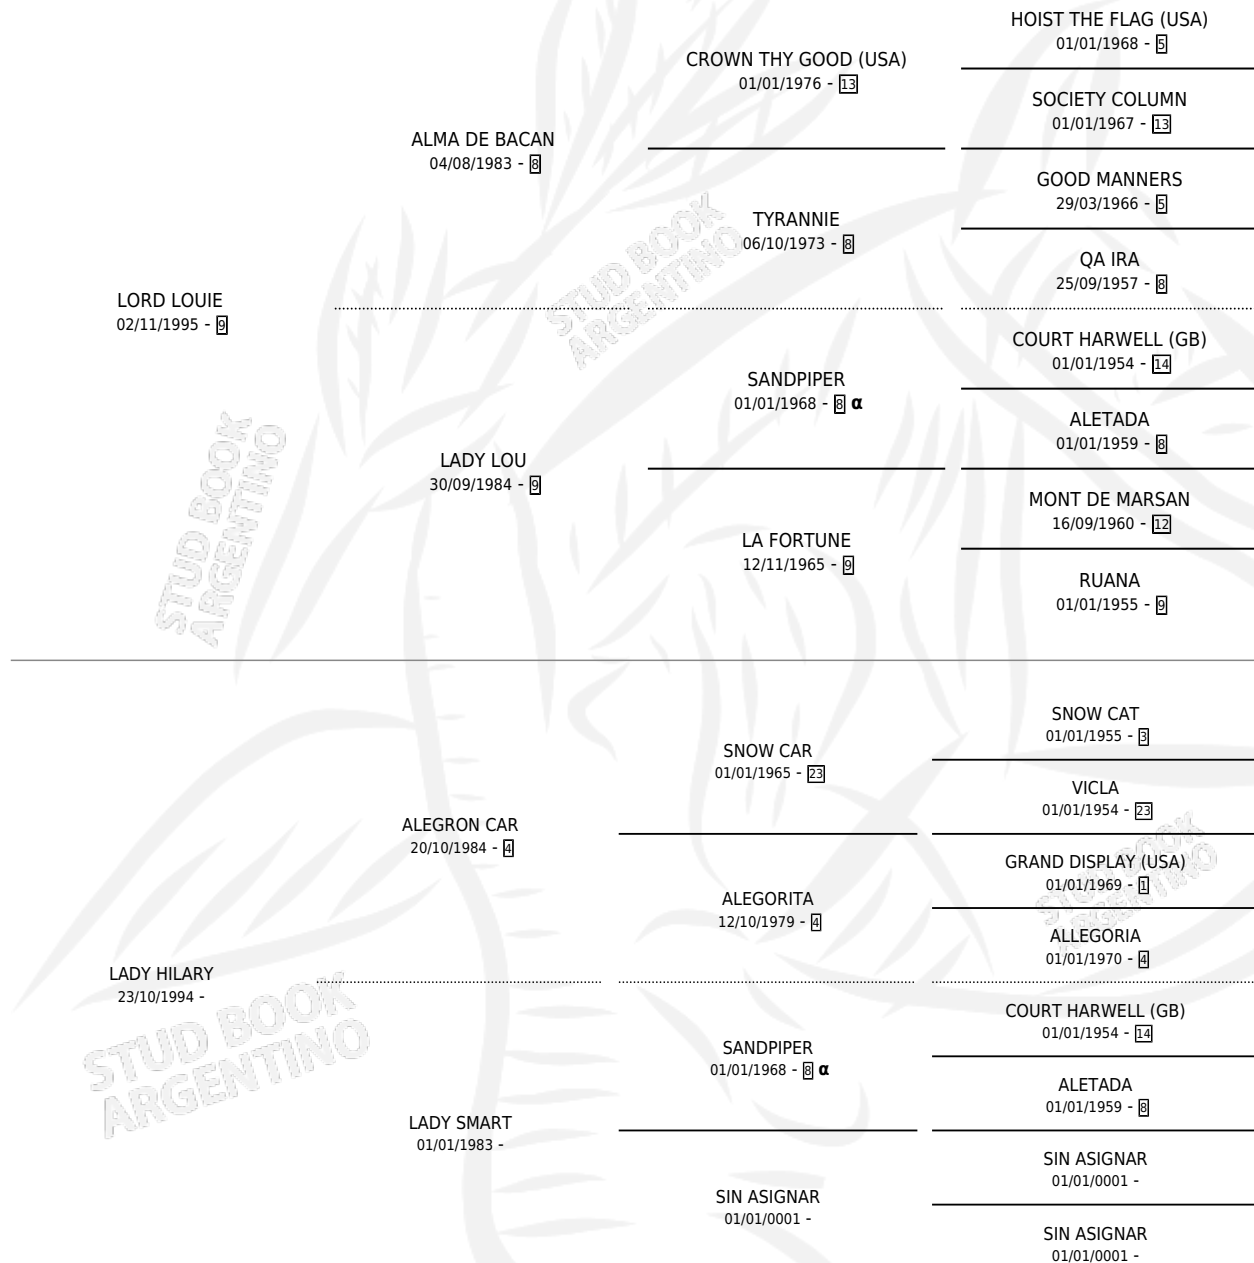 HOIST THE FLAG (USA)
01/01/1968 - 5
CROWN THY GOOD (USA)
01/01/1976 - 13
SOCIETY COLUMN
01/01/1967 - 13
ALMA DE BACAN
04/08/1983 - 8
GOOD MANNERS
29/03/1966 - 5
TYRANNIE
06/10/1973 - 8
QA IRA
25/09/1957 - 8
LORD LOUIE
02/11/1995 - 9
STUD BOOK
ARGENTINO
COURT HARWELL (GB)
01/01/1954 - 14
SANDPIPER
01/01/1968 - 8 α
ALETADA
01/01/1959 - 8
LADY LOU
30/09/1984 - 9
MONT DE MARSAN
16/09/1960 - 12
LA FORTUNE
12/11/1965 - 9
RUANA
01/01/1955 - 9
STUD BOOK
ARGENTINO
SNOW CAT
01/01/1955 - 3
SNOW CAR
01/01/1965 - 23
VICLA
01/01/1954 - 23
ALEGRON CAR
20/10/1984 - 4
GRAND DISPLAY (USA)
01/01/1969 - 1
STUD BOOK
ARGENTINO
ALEGORITA
12/10/1979 - 4
ALLEGORIA
01/01/1970 - 4
LADY HILARY
23/10/1994 -
STUD BOOK
ARGENTINO
COURT HARWELL (GB)
01/01/1954 - 14
SANDPIPER
01/01/1968 - 8 α
ALETADA
01/01/1959 - 8
LADY SMART
01/01/1983 -
SIN ASIGNAR
01/01/0001 -
SIN ASIGNAR
01/01/0001 -
SIN ASIGNAR
01/01/0001 -